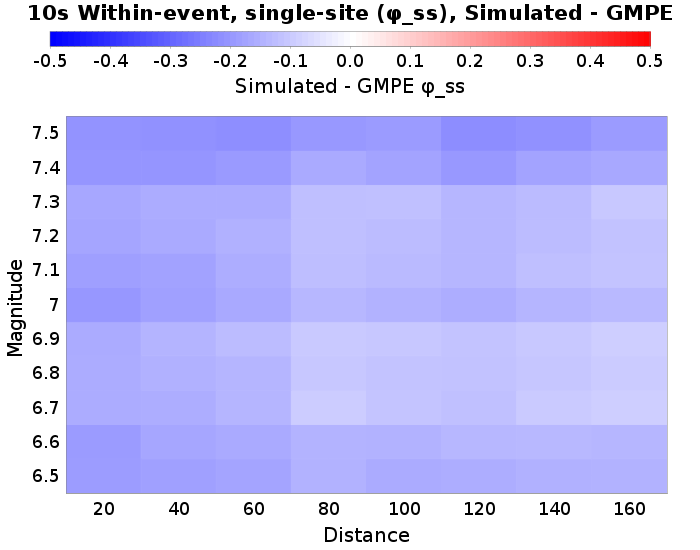 10s Within-event, single-site (φ_ss), Simulated - GMPE
-0.5 -0.4 -0.3 -0.2 -0.1 0.0 0.1 0.2 0.3 0.4 0.5
Simulated - GMPE φ_ss
7.5
7.4
7.3
7.2
7.1
7
6.9
6.8
6.7
6.6
6.5
Magnitude
20 40 60 80 100 120 140 160
Distance